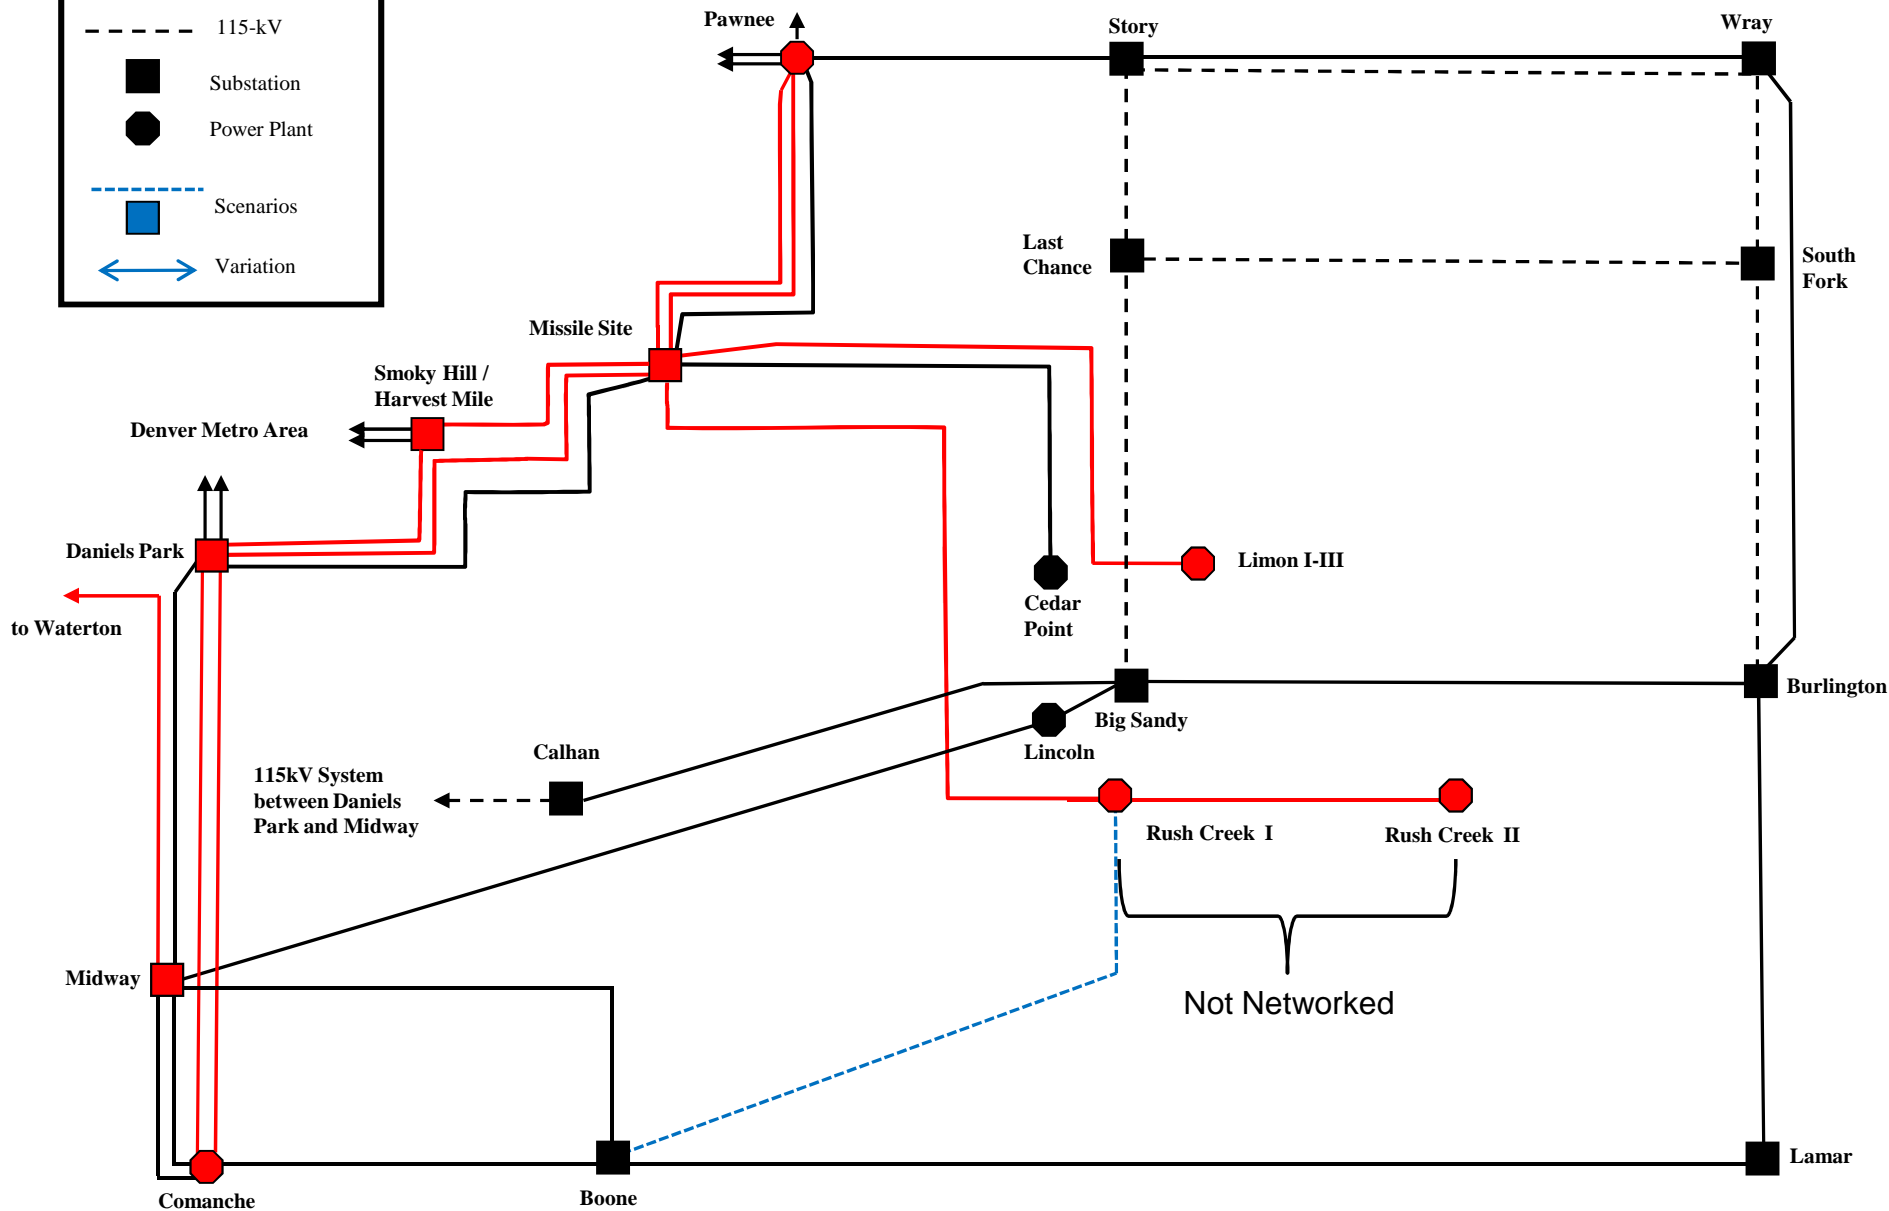 115-kV
Substation
Power Plant
Scenarios
Variation
Pawnee
Story
Wray
Last
Chance
South
Fork
Missile Site
Smoky Hill /
Harvest Mile
Denver Metro Area
Daniels Park
to Waterton
Limon I-III
Cedar
Point
Burlington
Big Sandy
Lincoln
Calhan
115kV System
between Daniels
Park and Midway
Rush Creek I
Rush Creek II
Midway
Not Networked
Lamar
Comanche
Boone